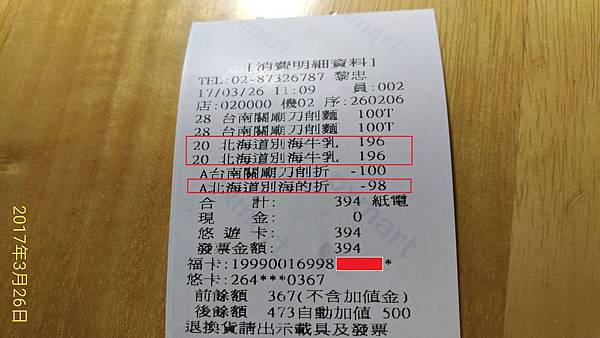 [消費明細資料]
TEL:02-87326787 黎忠
17/03/26 11:09 員:002
店:020000 機02 序:260206
28 台南關廟刀削麵 100T
28 台南關廟刀削麵 100T
20 北海道別海牛乳 196
20 北海道別海牛乳 196
A台南關廟刀削折 -100
A北海道別海的折 -98
合 計: 394 紙電
現 金: 0
悠 遊 卡: 394
發票金額: 394
福卡:19990016998 *
悠卡:264***0367
前餘額 367(不含加值金)
後餘額 473自動加值 500
退換貨請出示載具及發票
2017年3月26日